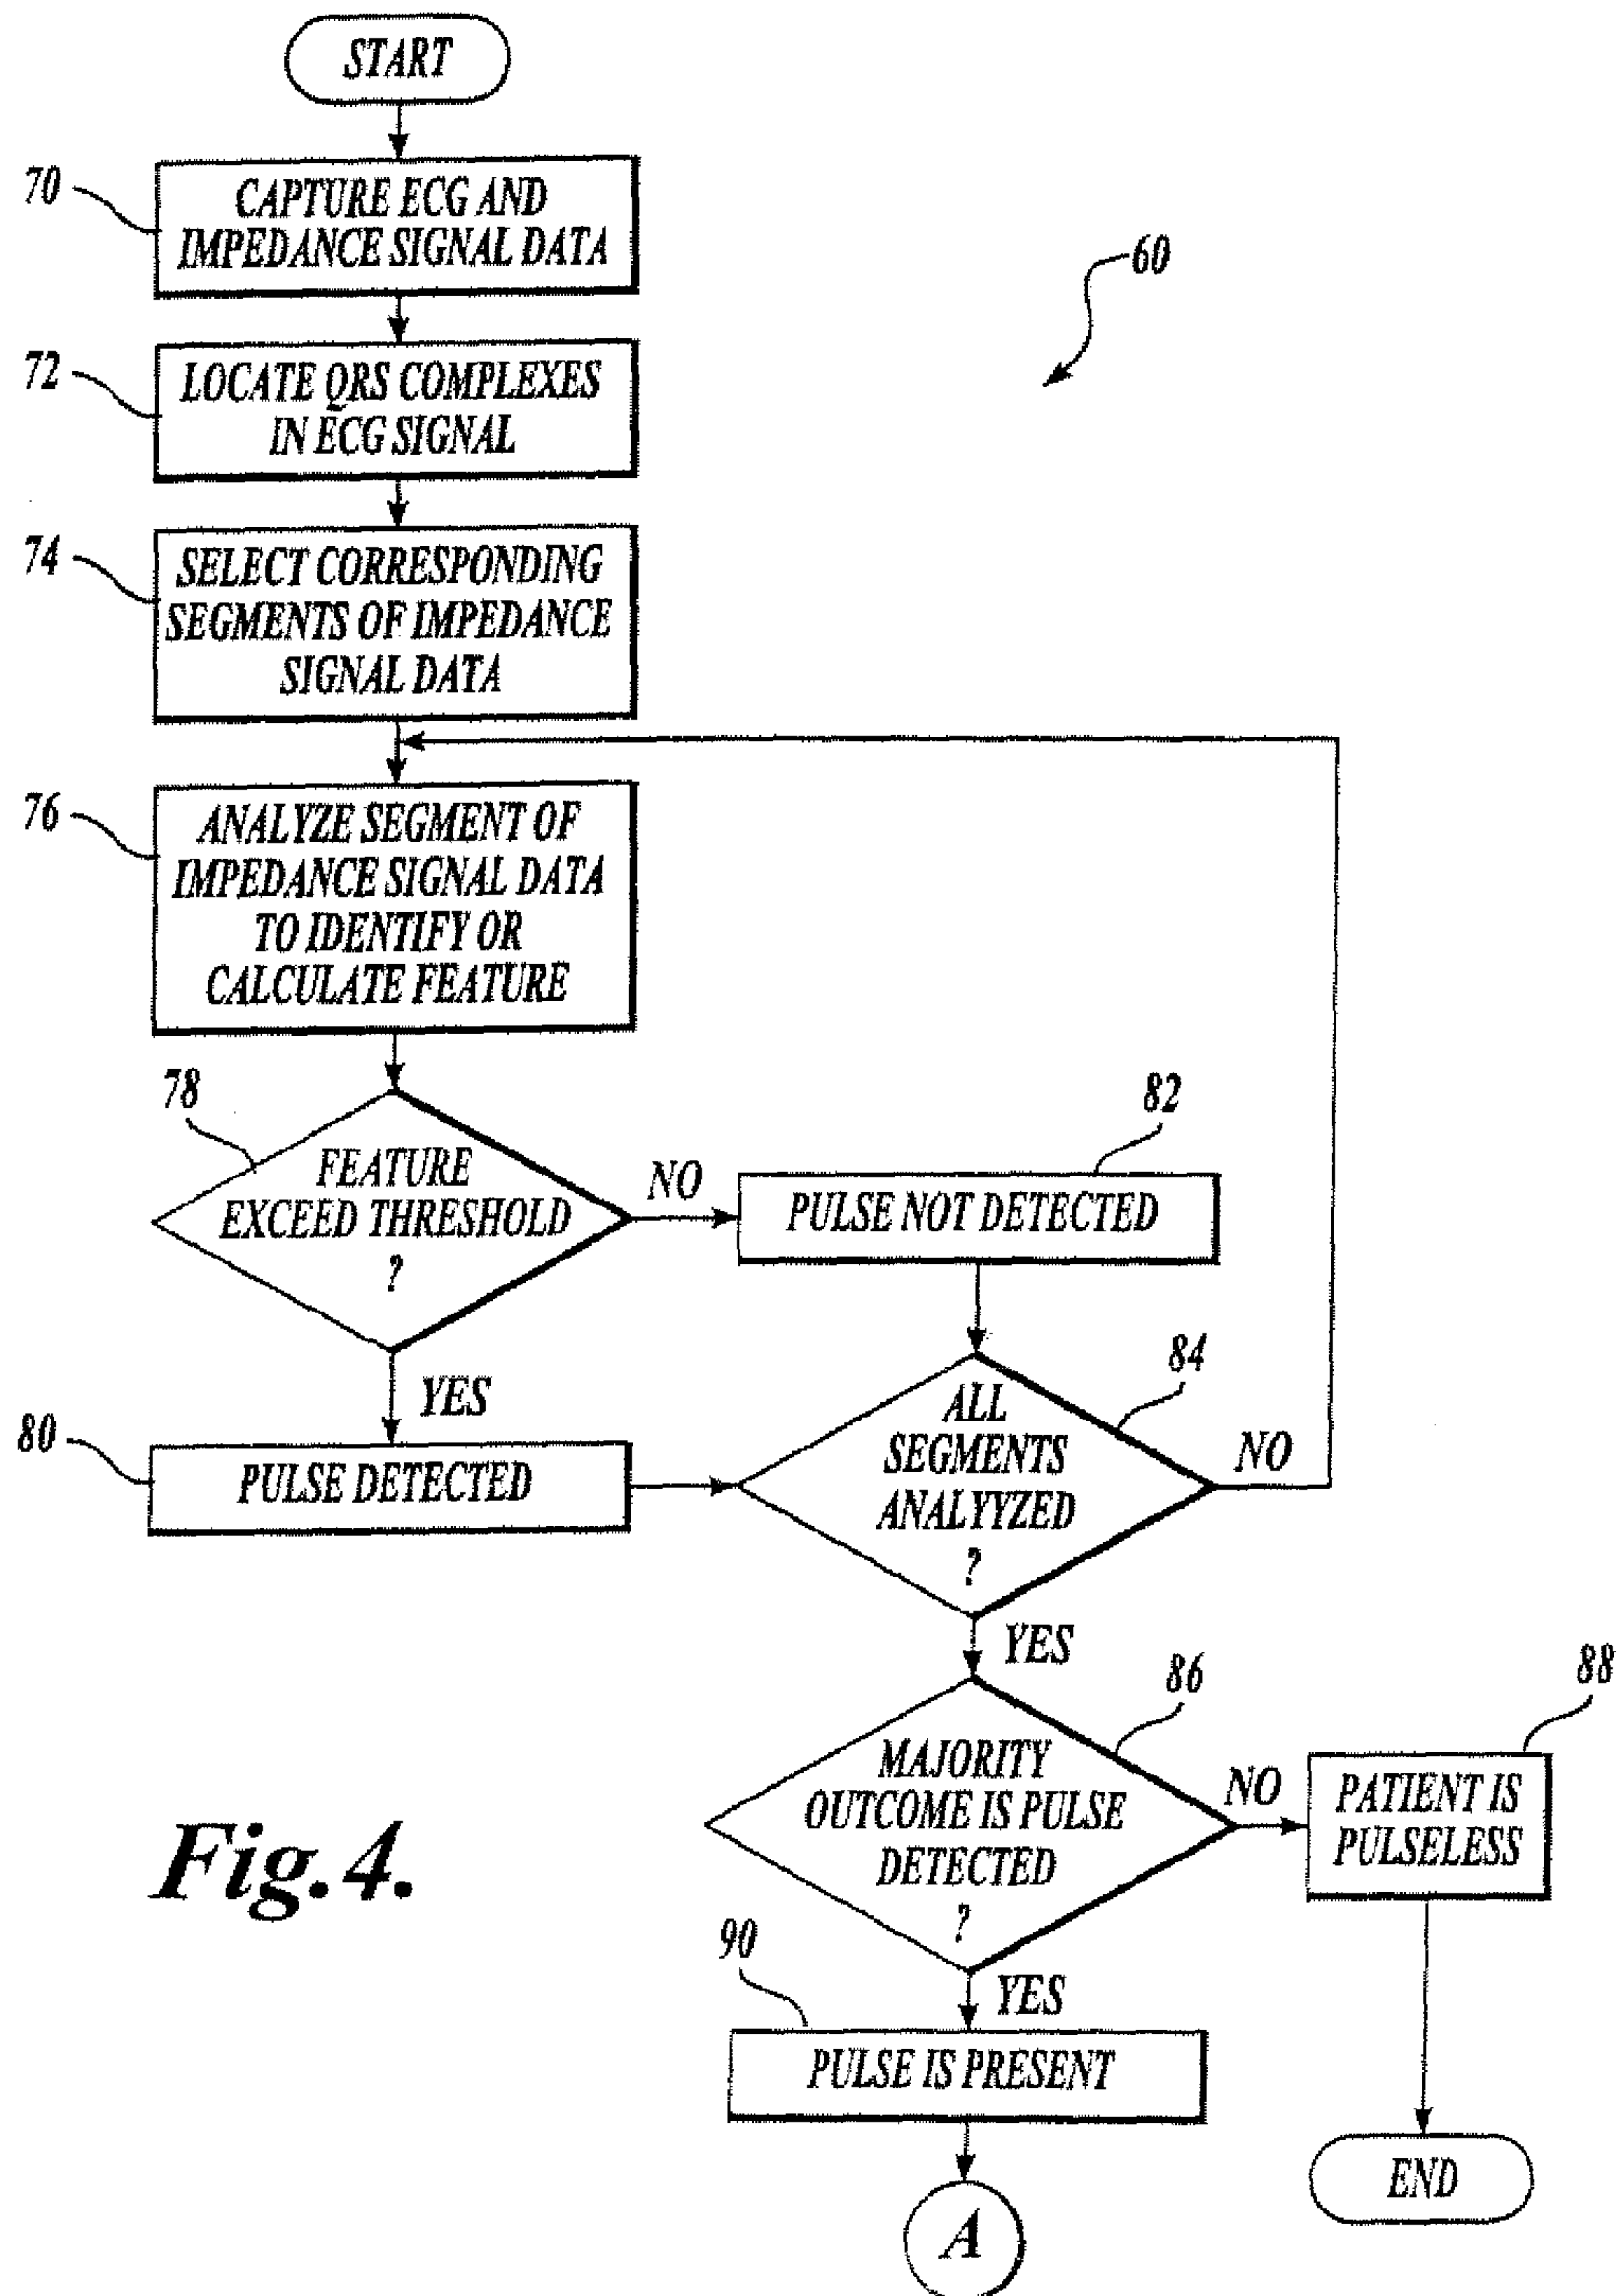 START
70
CAPTURE ECG AND
IMPEDANCE SIGNAL DATA
60
72
LOCATE QRS COMPLEXES
IN ECG SIGNAL
74
SELECT CORRESPONDING
SEGMENTS OF IMPEDANCE
SIGNAL DATA
76
ANALYZE SEGMENT OF
IMPEDANCE SIGNAL DATA
TO IDENTIFY OR
CALCULATE FEATURE
78
FEATURE
EXCEED THRESHOLD
?
NO
82
PULSE NOT DETECTED
YES
80
PULSE DETECTED
84
ALL
SEGMENTS
ANALYYZED
?
NO
YES
86
MAJORITY
OUTCOME IS PULSE
DETECTED
?
NO
88
PATIENT IS
PULSELESS
YES
90
PULSE IS PRESENT
A
END
Fig.4.